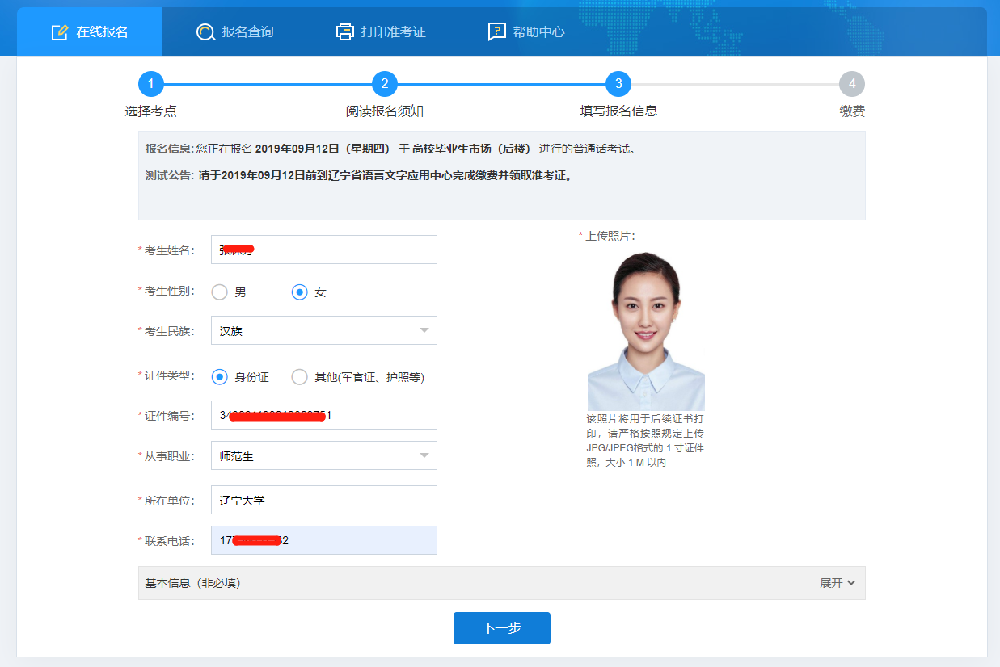 在线报名
报名查询
打印准考证
帮助中心
1
2
3
4
选择考点
阅读报名须知
填写报名信息
缴费
报名信息: 您正在报名 2019年09月12日（星期四） 于 高校毕业生市场（后楼） 进行的普通话考试。
测试公告: 请于2019年09月12日前到辽宁省语言文字应用中心完成缴费并领取准考证。
* 考生姓名： 张
* 考生性别： 男 女
* 考生民族： 汉族
* 证件类型： 身份证 其他(军官证、护照等)
* 证件编号： 34 1
* 从事职业： 师范生
* 所在单位： 辽宁大学
* 联系电话： 17 2
* 上传照片：
该照片将用于后续证书打
印，请严格按照规定上传
JPG/JPEG格式的 1 寸证件
照，大小 1 M 以内
基本信息（非必填）
展开
下一步